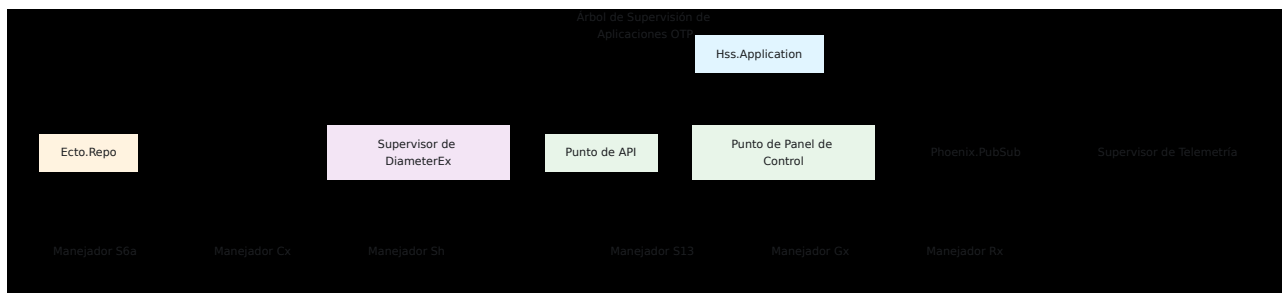 Árbol de Supervisión de
Aplicaciones OTP
Hss.Application
Ecto.Repo
Supervisor de
DiameterEx
Punto de API
Punto de Panel de
Control
Phoenix.PubSub
Supervisor de Telemetría
Manejador S6a
Manejador Cx
Manejador Sh
Manejador S13
Manejador Gx
Manejador Rx